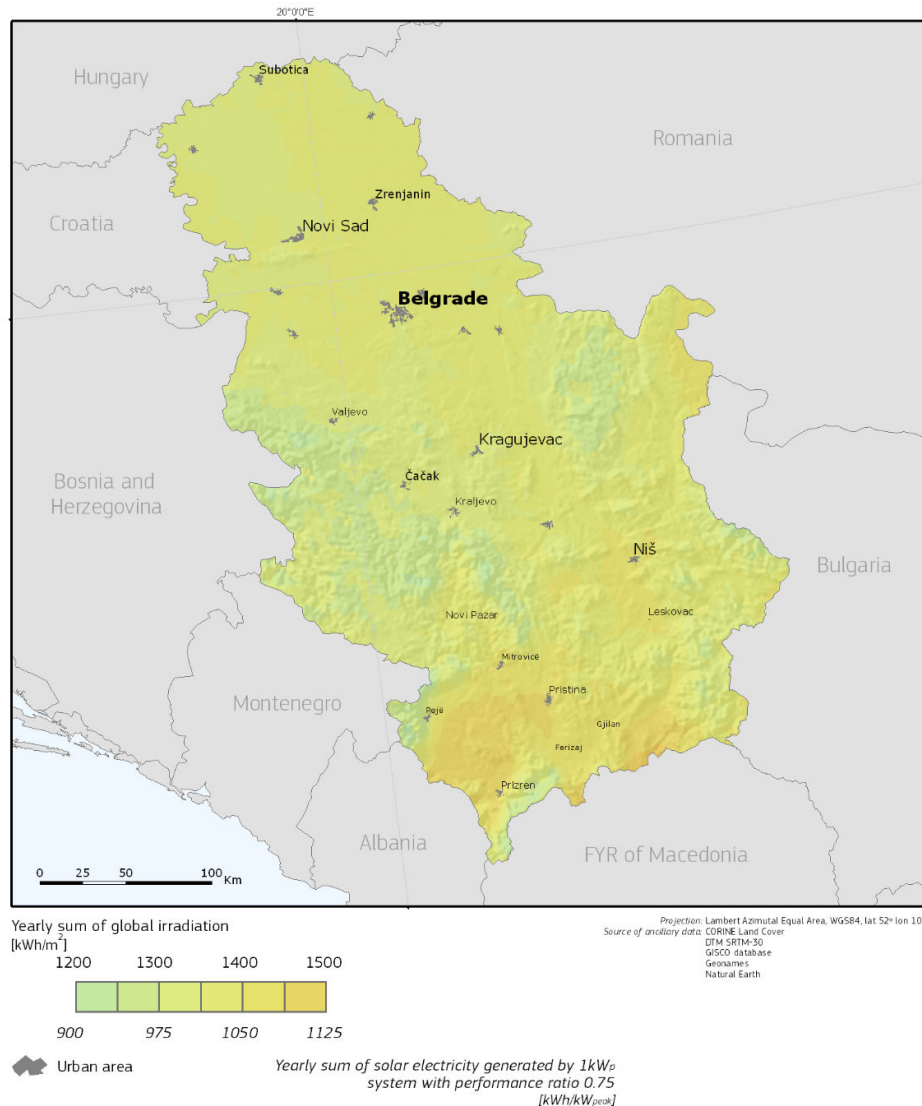 20°0'0"E
Hungary
Subotica
Romania
Croatia
Zrenjanin
Novi Sad
Belgrade
Valjevo
Kragujevac
Čačak
Bosnia and
Herzegovina
Kraljevo
Niš
Bulgaria
Leskovac
Novi Pazar
Mitrovicë
Montenegro
Pristina
Pejë
Gjilan
Ferizaj
Prizren
Albania
FYR of Macedonia
0 25 50 100
Km
Yearly sum of global irradiation
[kWh/m²]
1200 1300 1400 1500
900 975 1050 1125
Urban area
Yearly sum of solar electricity generated by 1kWp
system with performance ratio 0.75
[kWh/kWpeak]
Projection: Lambert Azimutal Equal Area, WGS84, lat 52° lon 10
Source of ancillary data: CORINE Land Cover
DTM SRTM-30
GISCO database
Geonames
Natural Earth